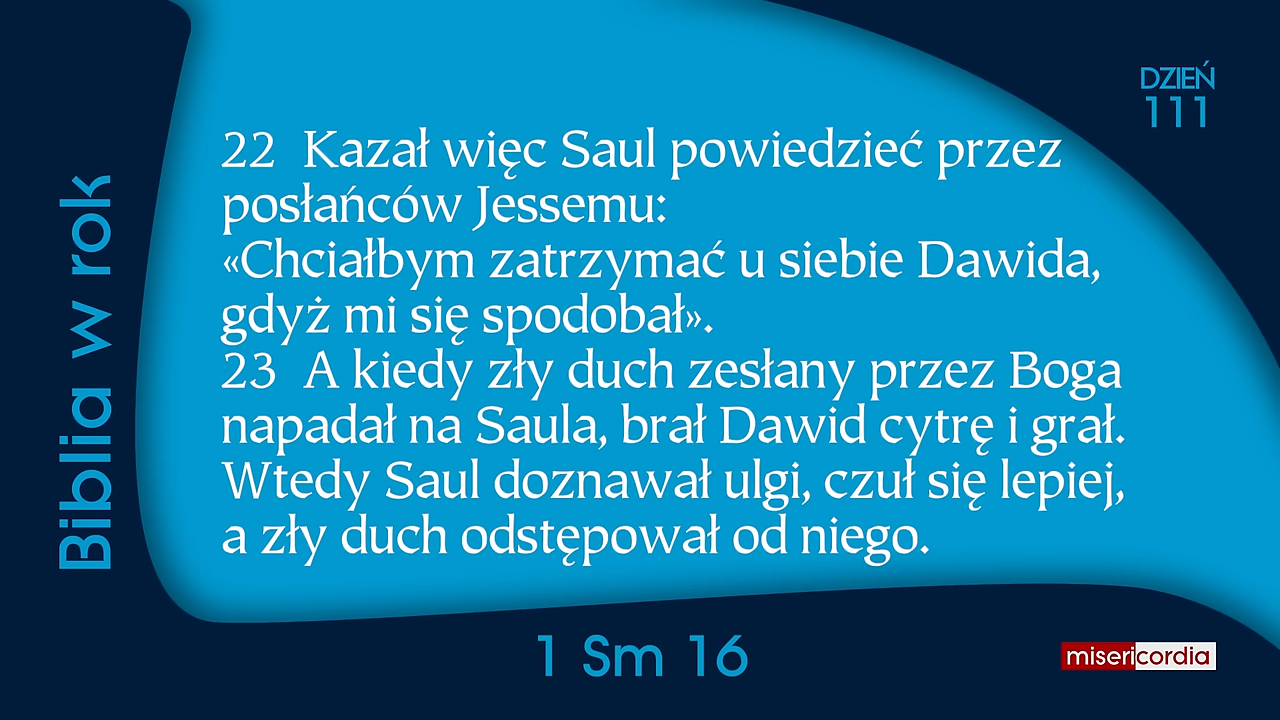 DZIEŃ
111
22 Kazał więc Saul powiedzieć przez
posłańców Jessemu:
«Chciałbym zatrzymać u siebie Dawida,
gdyż mi się spodobał».
23 A kiedy zły duch zesłany przez Boga
napadał na Saula, brał Dawid cytrę i grał.
Wtedy Saul doznawał ulgi, czuł się lepiej,
a zły duch odstępował od niego.
Biblia w rok
1 Sm 16
misericordia